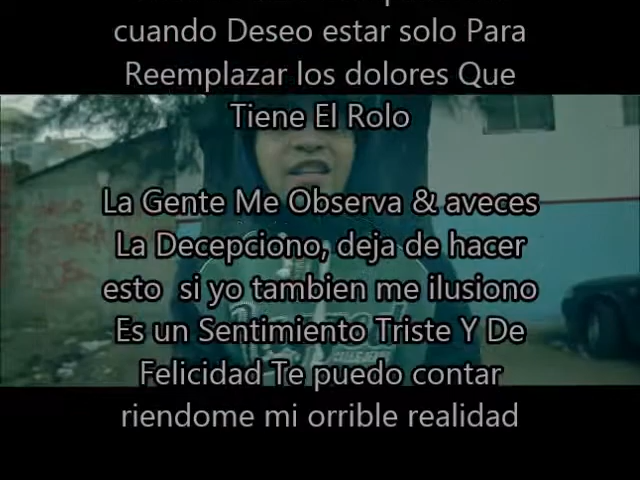 cuando Deseo estar solo Para
Reemplazar los dolores Que
Tiene El Rolo
La Gente Me Observa & aveces
La Decepciono, deja de hacer
esto si yo tambien me ilusiono
Es un Sentimiento Triste Y De
Felicidad Te puedo contar
riendome mi orrible realidad